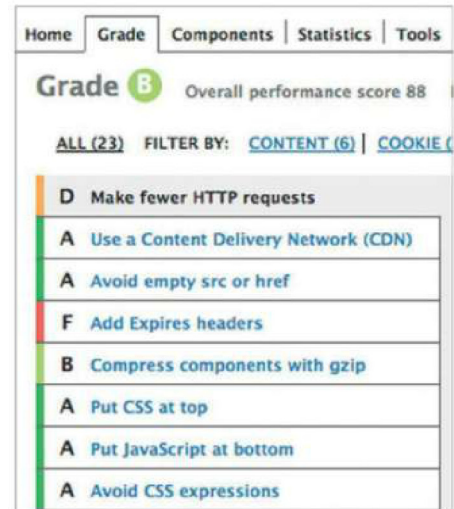 Home Grade Components Statistics Tools
Grade B Overall performance score 88
ALL (23) FILTER BY: CONTENT (6) COOKIE (
D Make fewer HTTP requests
A Use a Content Delivery Network (CDN)
A Avoid empty src or href
F Add Expires headers
B Compress components with gzip
A Put CSS at top
A Put JavaScript at bottom
A Avoid CSS expressions